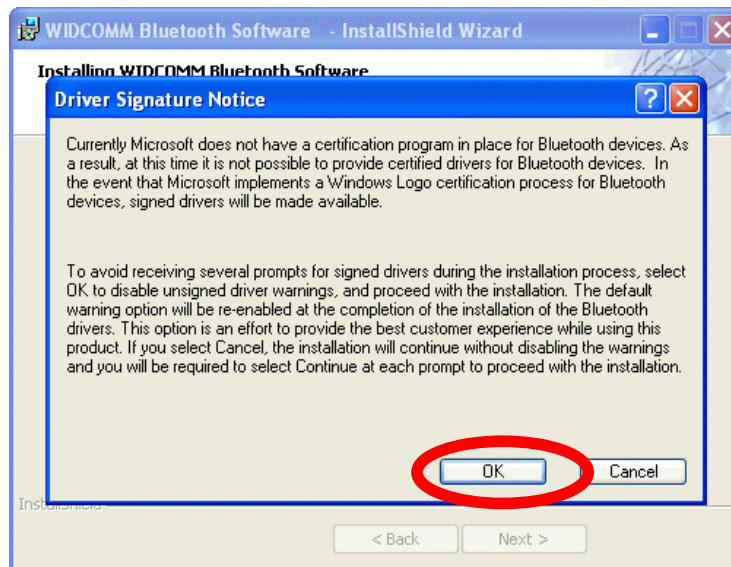 WIDCOMM Bluetooth Software - InstallShield Wizard
Installing WIDCOMM Bluetooth Software
Driver Signature Notice
Currently Microsoft does not have a certification program in place for Bluetooth devices. As
a result, at this time it is not possible to provide certified drivers for Bluetooth devices. In
the event that Microsoft implements a Windows Logo certification process for Bluetooth
devices, signed drivers will be made available.
To avoid receiving several prompts for signed drivers during the installation process, select
OK to disable unsigned driver warnings, and proceed with the installation. The default
warning option will be re-enabled at the completion of the installation of the Bluetooth
drivers. This option is an effort to provide the best customer experience while using this
product. If you select Cancel, the installation will continue without disabling the warnings
and you will be required to select Continue at each prompt to proceed with the installation.
OK Cancel
InstallShield
< Back Next >